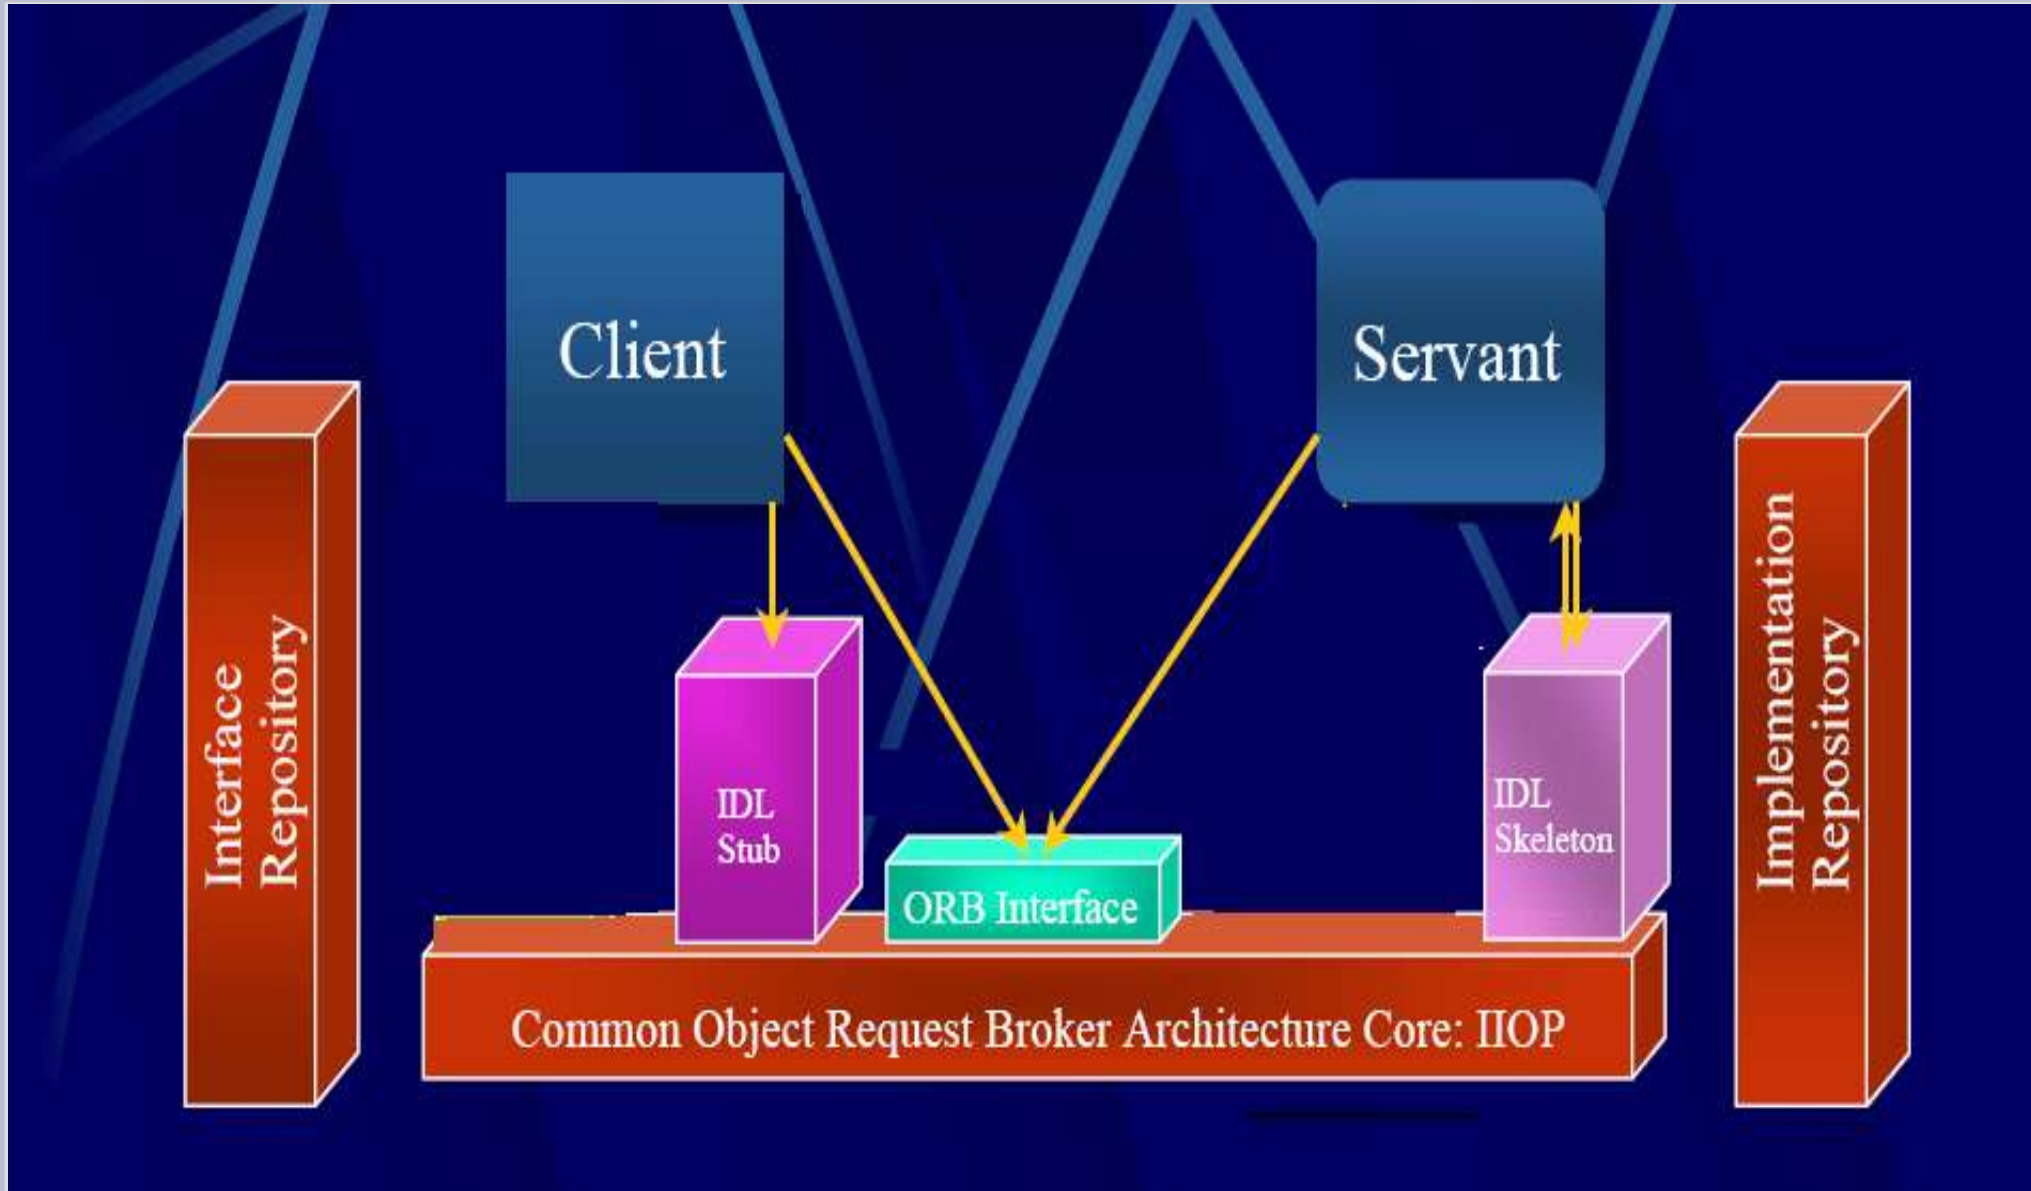 Client
Servant
Interface
Repository
IDL
Stub
ORB Interface
IDL
Skeleton
Implementation
Repository
Common Object Request Broker Architecture Core: IIOP